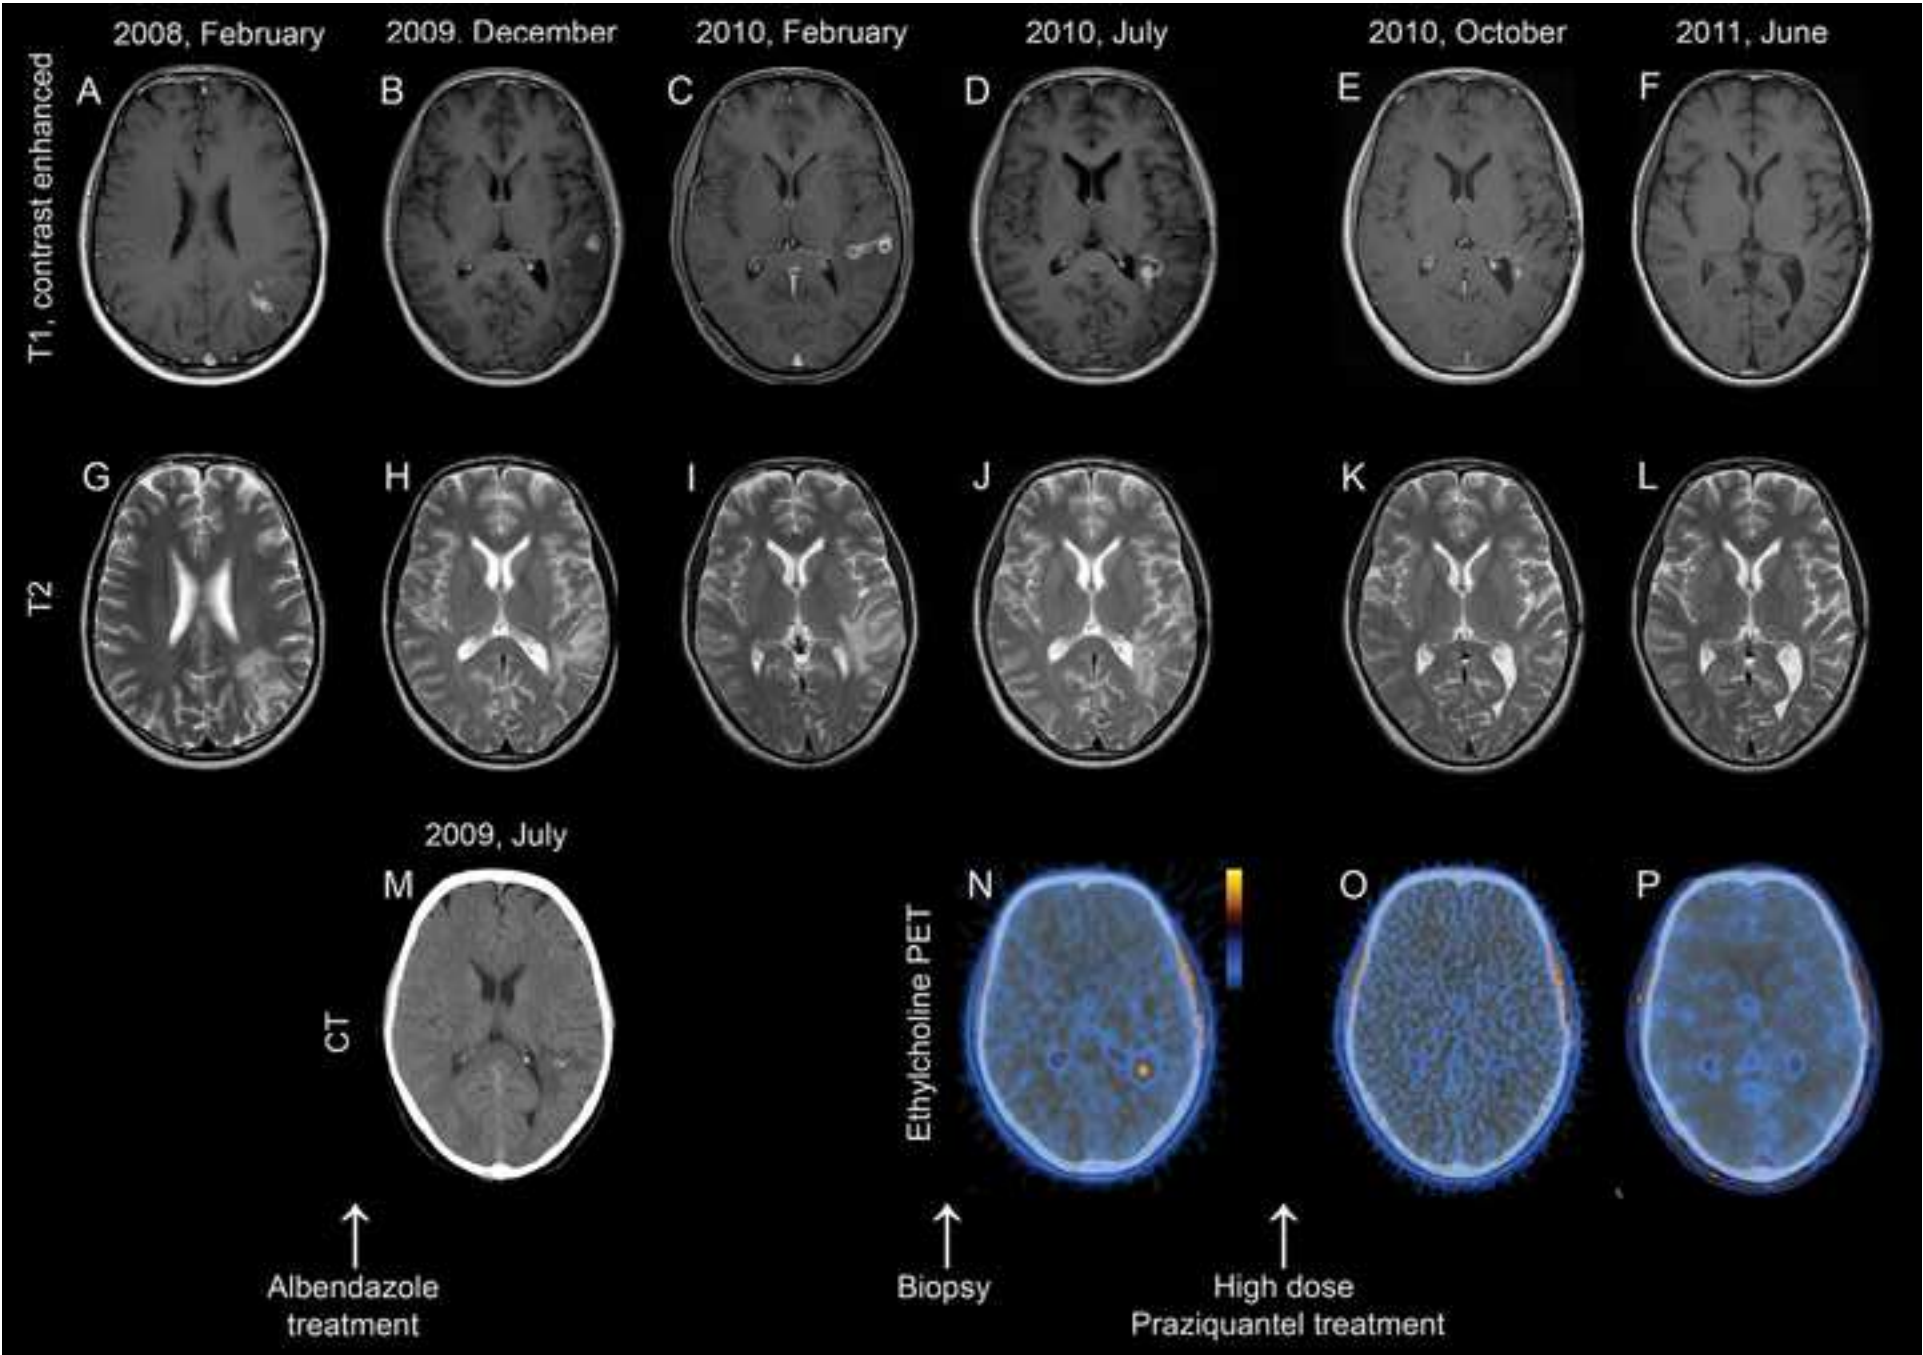 2008, February
2009. December
2010, February
2010, July
2010, October
2011, June
T1, contrast enhanced
A
B
C
D
E
F
T2
G
H
I
J
K
L
2009, July
CT
M
Ethylcholine PET
N
O
P
Albendazole
treatment
Biopsy
High dose
Praziquantel treatment